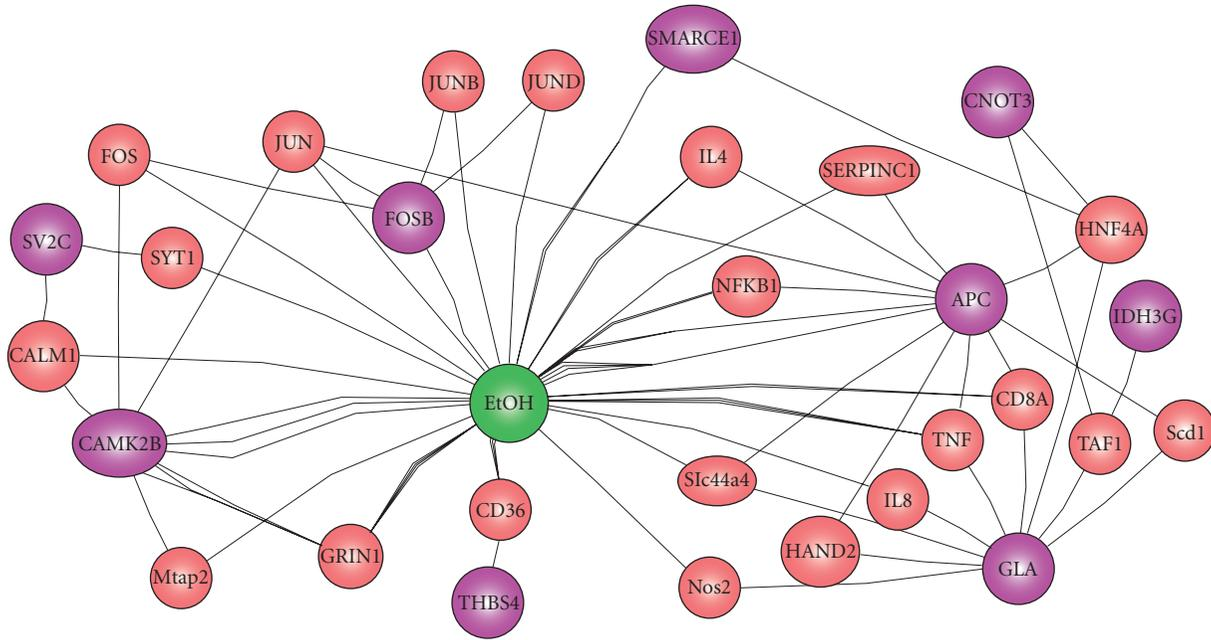 SMARCE1
JUNB
JUND
CNOT3
JUN
FOS
IL4
SERPINC1
FOSB
HNF4A
SV2C
SYT1
NFKB1
APC
IDH3G
CALM1
EtOH
CD8A
CAMK2B
TNF
TAF1
Scd1
SIc44a4
IL8
CD36
HAND2
GRIN1
GLA
Mtap2
Nos2
THBS4